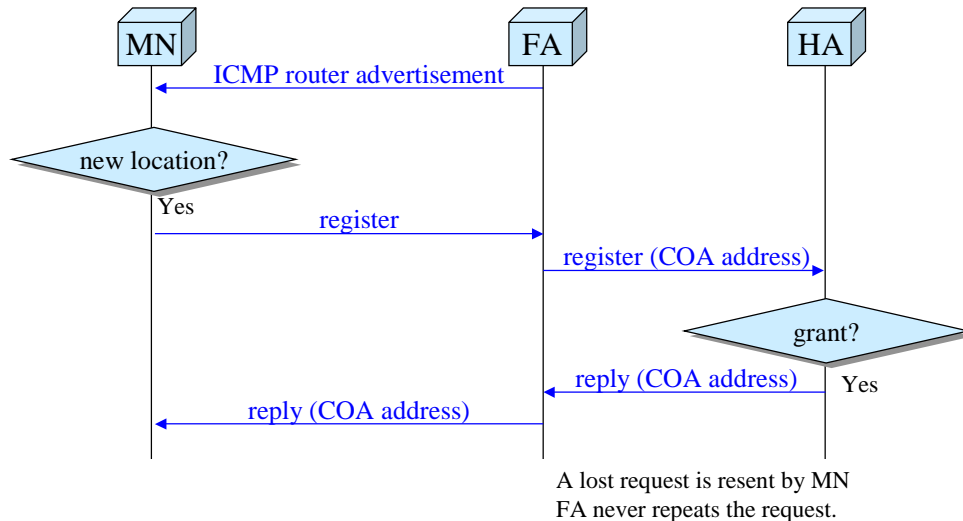 MN
FA
HA
ICMP router advertisement
new location?
Yes
register
register (COA address)
grant?
reply (COA address)
Yes
reply (COA address)
A lost request is resent by MN
FA never repeats the request.